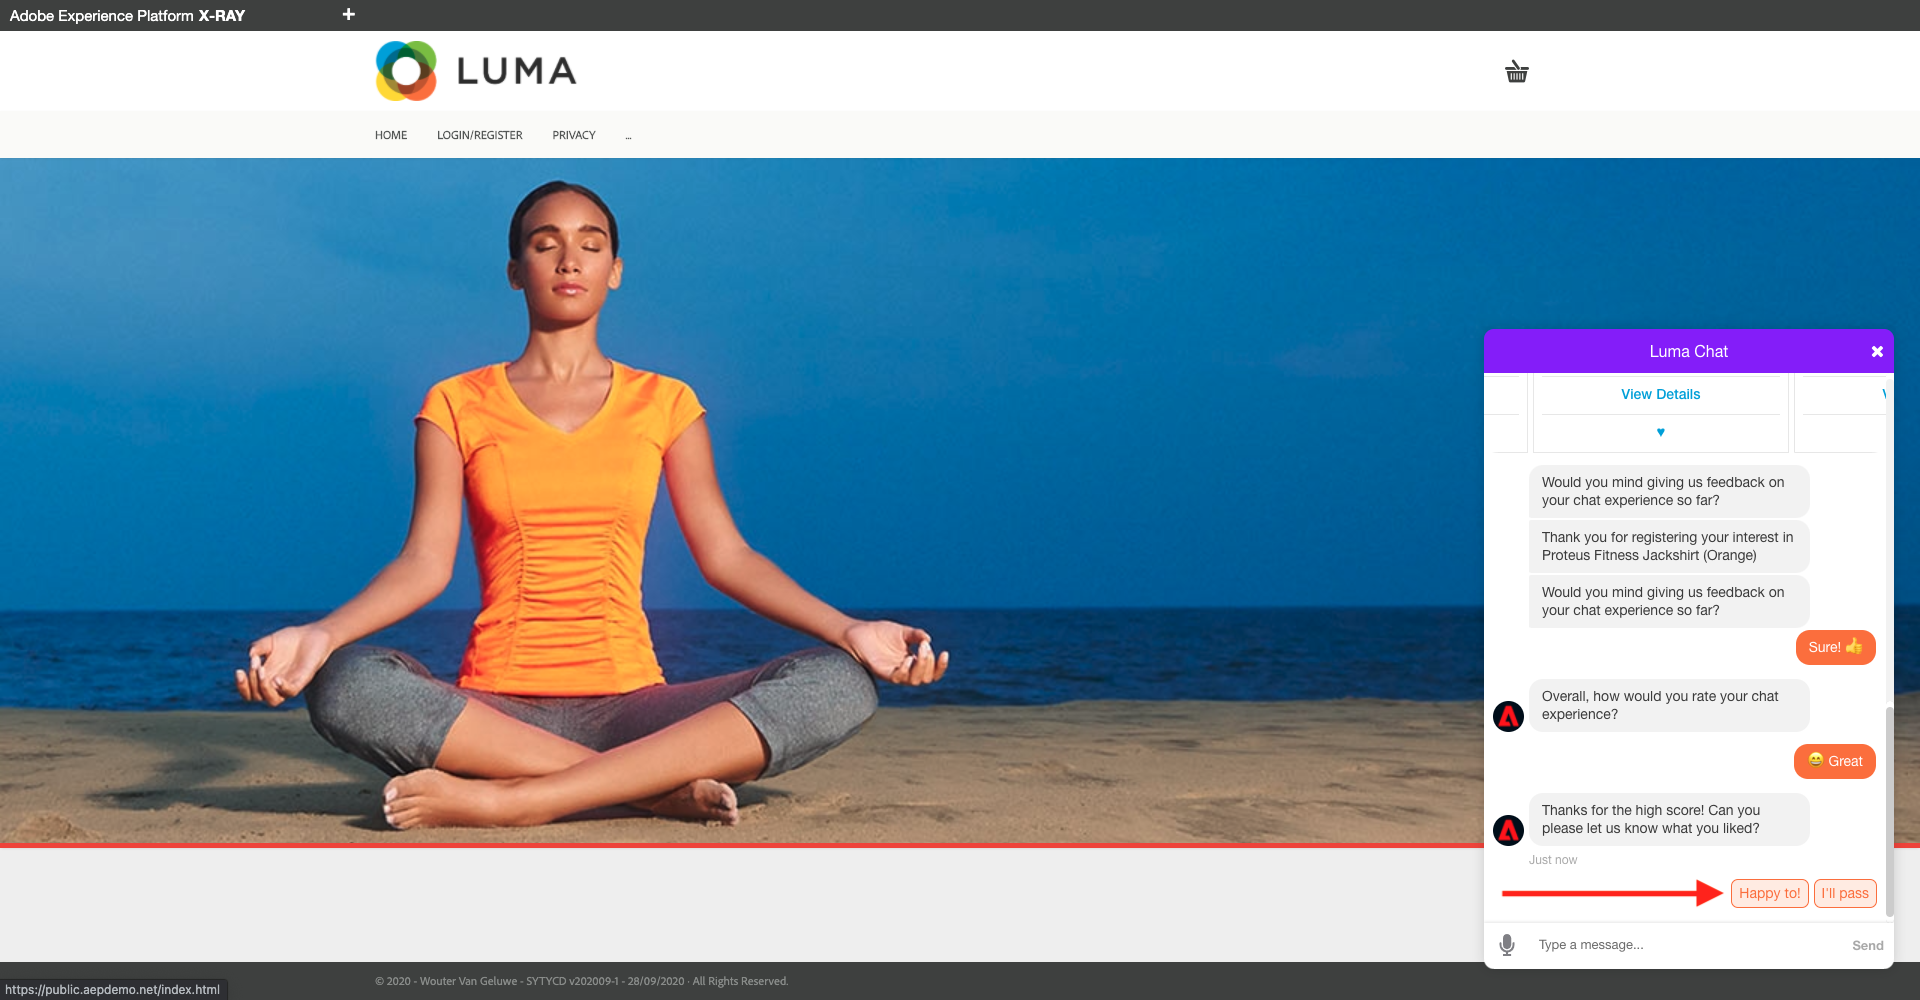 Adobe Experience Platform X-RAY
LUMA
HOME LOGIN/REGISTER PRIVACY ...
Luma Chat
View Details
♥
Would you mind giving us feedback on
your chat experience so far?
Thank you for registering your interest in
Proteus Fitness Jackshirt (Orange)
Would you mind giving us feedback on
your chat experience so far?
Sure! 👍
Overall, how would you rate your chat
experience?
😄 Great
Thanks for the high score! Can you
please let us know what you liked?
Just now
Happy to! I'll pass
Type a message... Send
© 2020 - Wouter Van Geluwe - SYTYCD v202009-1 - 28/09/2020 · All Rights Reserved.
https://public.aepdemo.net/index.html